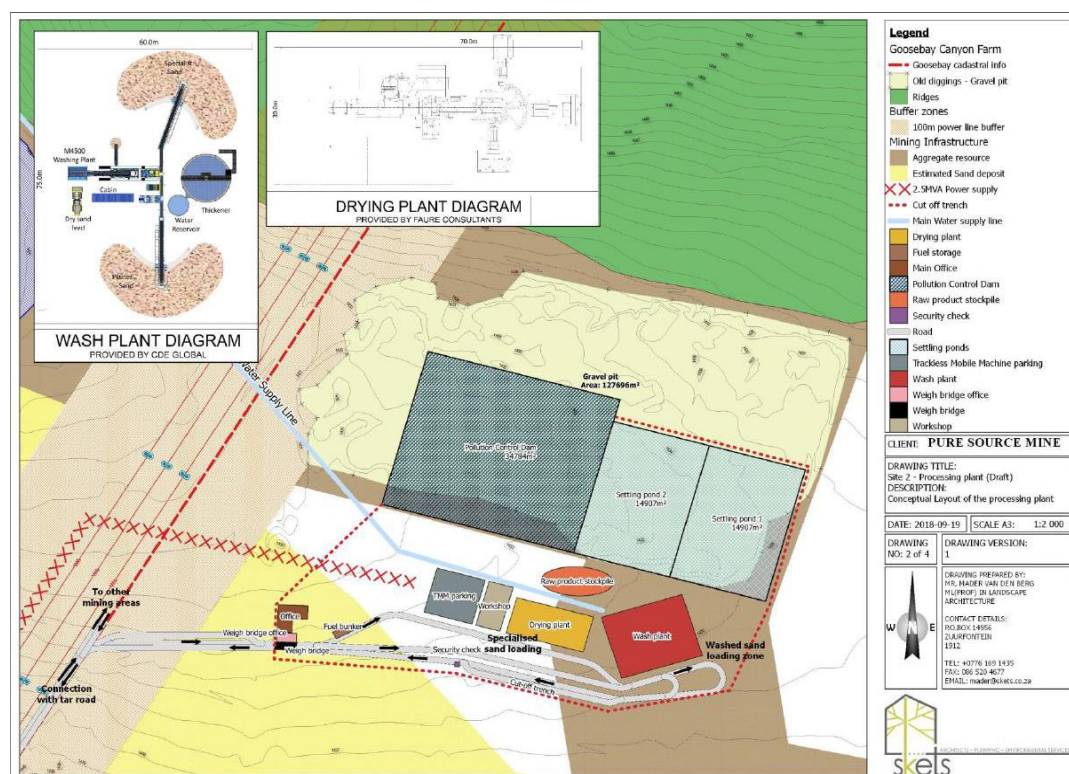 60.0m
75.0m
Specialist
Sand
M4500
Washing Plant
Cabin
Dry sand
feed
Water
Reservoir
Thickener
Plaster
Sand
WASH PLANT DIAGRAM
PROVIDED BY CDE GLOBAL
70.0m
30.0m
DRYING PLANT DIAGRAM
PROVIDED BY FAURE CONSULTANTS
Water Supply Line
Gravel pit
Area: 127696m²
Pollution Control Dam
34784m²
Settling pond 2
14907m²
Settling pond 1
14907m²
To other
mining areas
Connection
with tar road
Office
Weigh bridge office
Weigh bridge
Fuel bunker
TMM parking
Workshop
Raw product stockpile
Drying plant
Wash plant
Security check
Specialised
sand loading
Washed sand
loading zone
Cut-off trench
Legend
Goosebay Canyon Farm
Goosebay cadastral info
Old diggings - Gravel pit
Ridges
Buffer zones
100m power line buffer
Mining Infrastructure
Aggregate resource
Estimated Sand deposit
2.5MVA Power supply
Cut off trench
Main Water supply line
Drying plant
Fuel storage
Main Office
Pollution Control Dam
Raw product stockpile
Security check
Road
Settling ponds
Trackless Mobile Machine parking
Wash plant
Weigh bridge office
Weigh bridge
Workshop
CLIENT: PURE SOURCE MINE
DRAWING TITLE:
Site 2 - Processing plant (Draft)
DESCRIPTION:
Conceptual Layout of the processing plant
DATE: 2018-09-19 SCALE A3: 1:2 000
DRAWING
NO: 2 of 4
DRAWING VERSION:
1
W E
DRAWING PREPARED BY:
MR. MADER VAN DEN BERG
ML(PROF) IN LANDSCAPE
ARCHITECTURE
CONTACT DETAILS:
P.O.BOX 14956
ZUURFONTEIN
1912
TEL: +0776 169 1435
FAX: 086 520 4677
EMAIL: mader@skets.co.za
ARCHITECTS - PLANNING - ENVIRONMENTAL SERVICES
skets